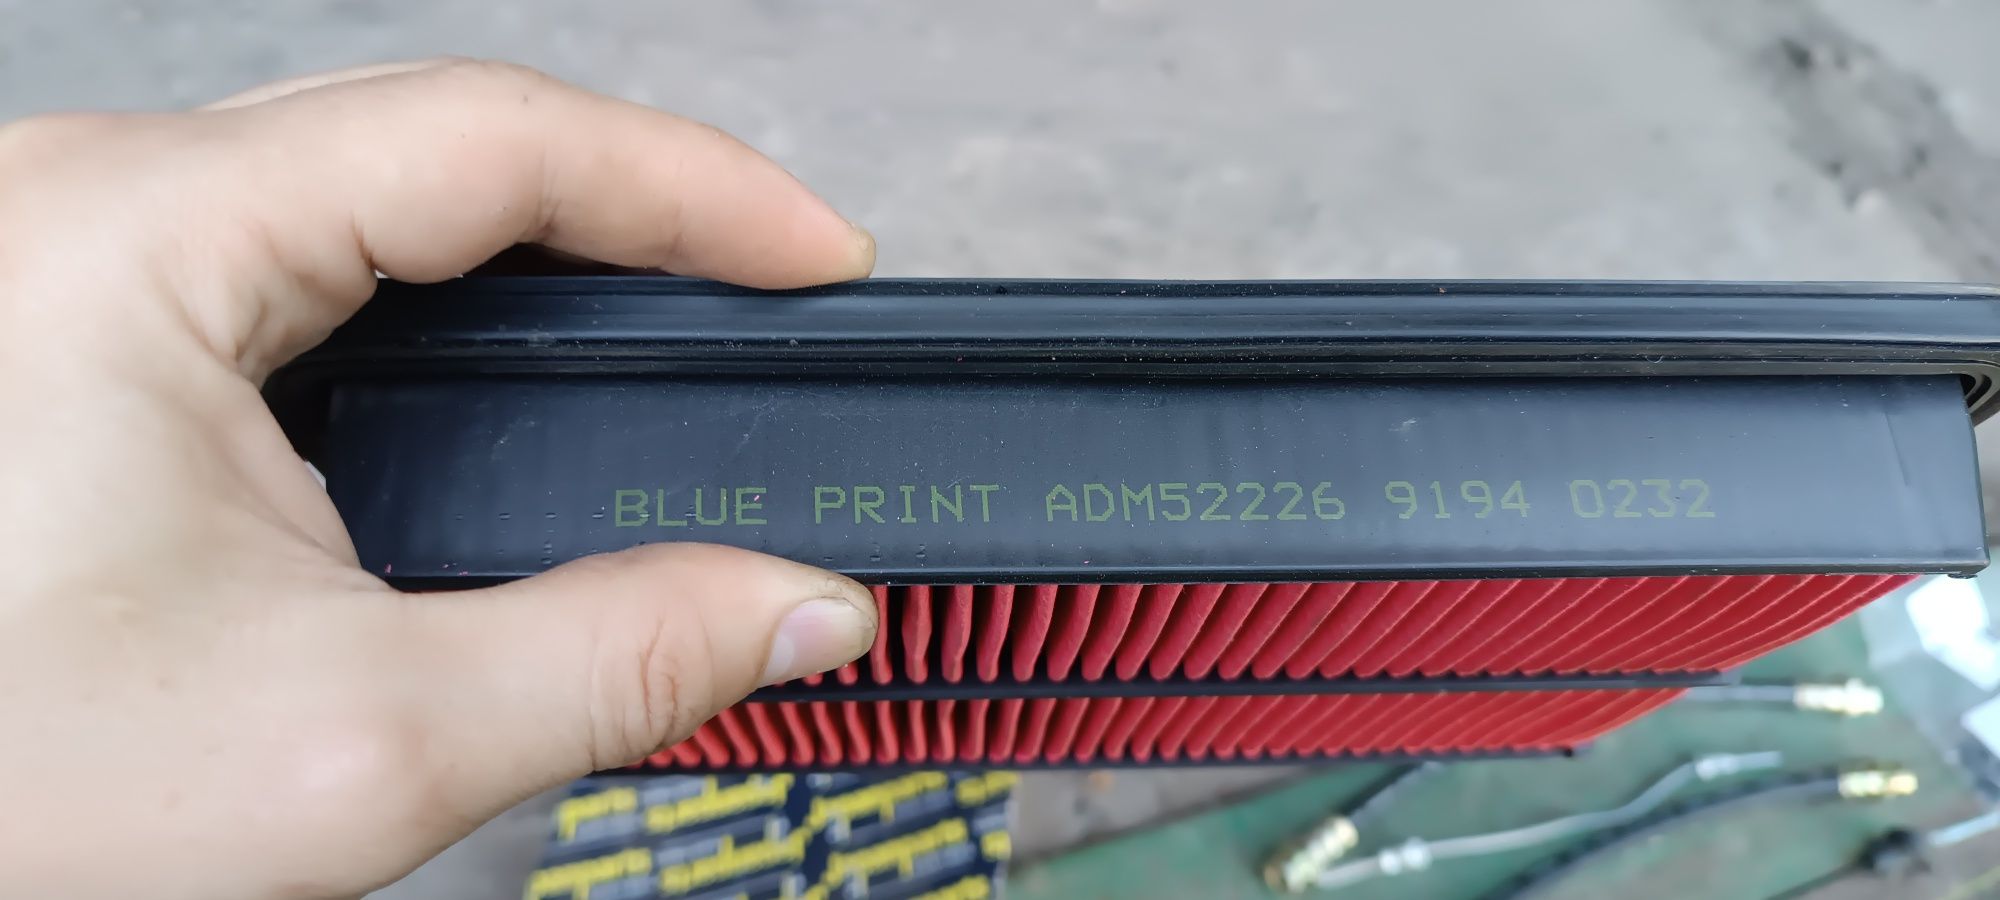 BLUE PRINT ADM52226 9194 0232